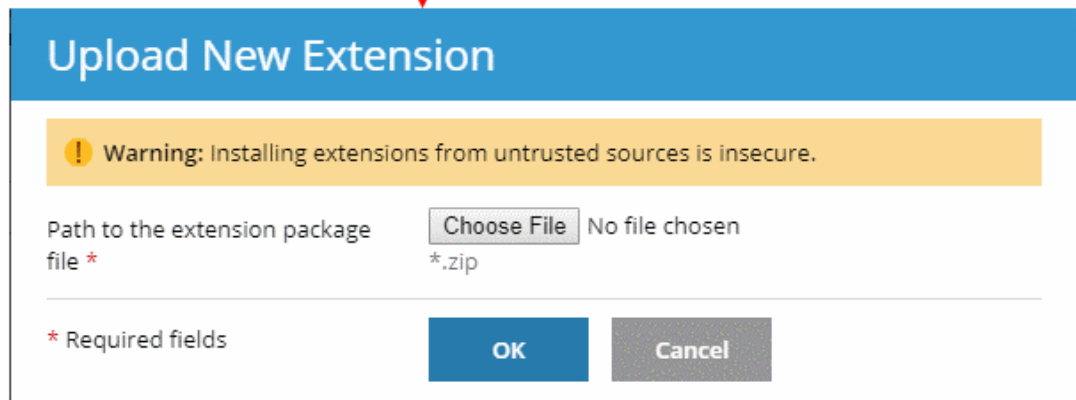 Upload New Extension
! Warning: Installing extensions from untrusted sources is insecure.
Path to the extension package
file *
Choose File No file chosen
*.zip
* Required fields
OK
Cancel